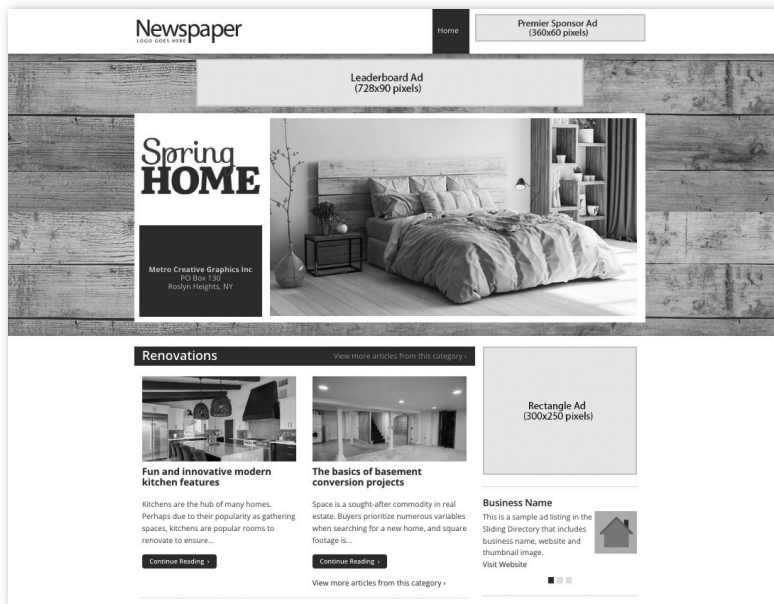 Newspaper
LOGO GOES HERE
Home
Premier Sponsor Ad
(360x60 pixels)
Leaderboard Ad
(728x90 pixels)
Spring
HOME
Metro Creative Graphics Inc
PO Box 130
Roslyn Heights, NY
Renovations
View more articles from this category ›
Fun and innovative modern
kitchen features
Kitchens are the hub of many homes.
Perhaps due to their popularity as gathering
spaces, kitchens are popular rooms to
renovate to ensure...
Continue Reading ›
The basics of basement
conversion projects
Space is a sought-after commodity in real
estate. Buyers prioritize numerous variables
when searching for a new home, and square
footage is...
Continue Reading ›
View more articles from this category ›
Rectangle Ad
(300x250 pixels)
Business Name
This is a sample ad listing in the
Sliding Directory that includes
business name, website and
thumbnail image.
Visit Website